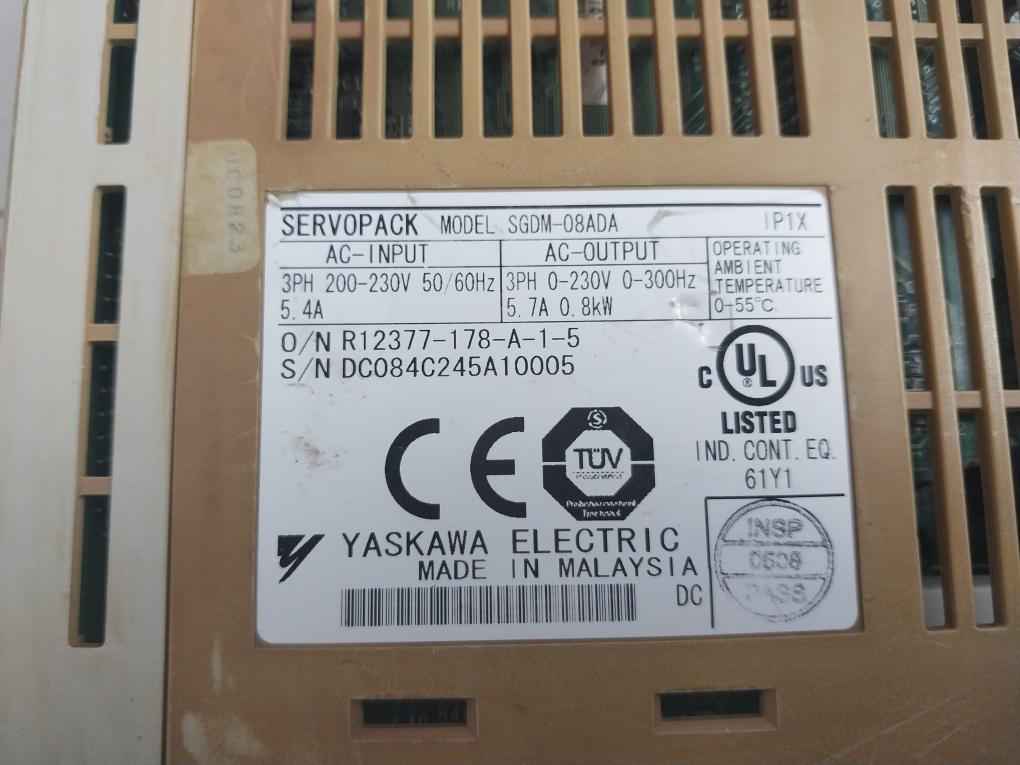 SERVOPACK MODEL SGDM-08ADA IP1X
AC-INPUT AC-OUTPUT OPERATING AMBIENT TEMPERATURE 0-55°C
3PH 200-230V 50/60Hz 3PH 0-230V 0-300Hz
5.4A 5.7A 0.8kW
O/N R12377-178-A-1-5
S/N DC084C245A10005
C UL US
LISTED
IND. CONT. EQ.
61Y1
CE
TÜV
YASKAWA ELECTRIC
MADE IN MALAYSIA
DC
INSP
0508
PASS